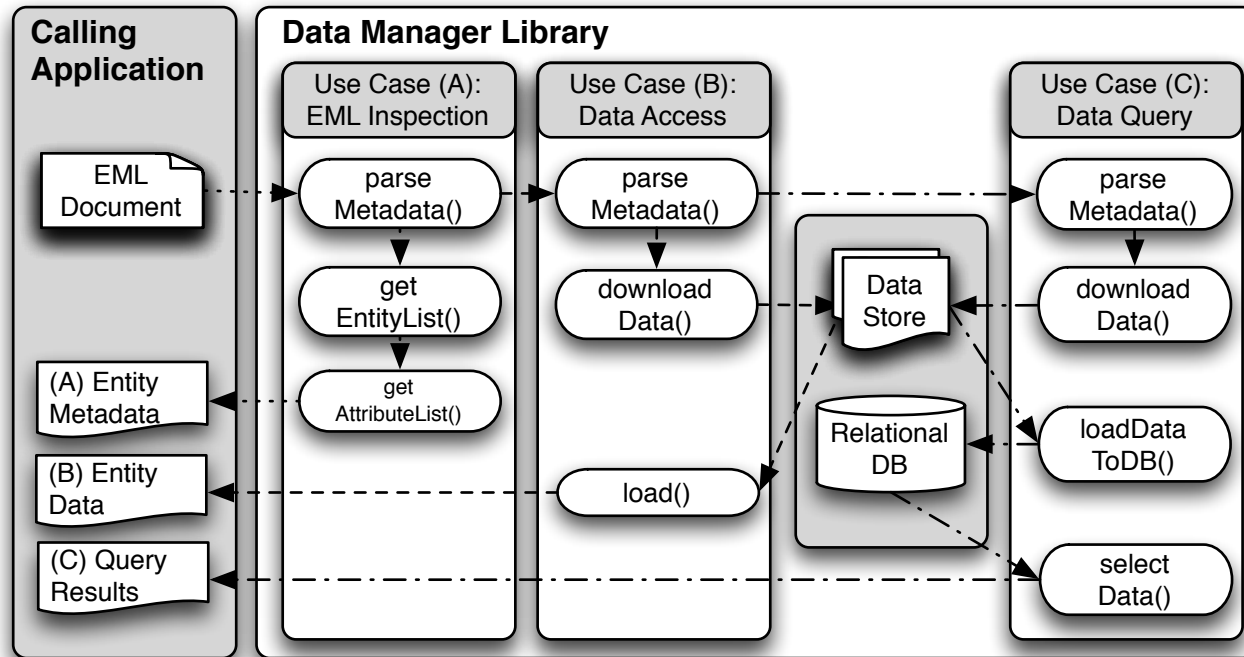 Calling
Application
EML
Document
(A) Entity
Metadata
(B) Entity
Data
(C) Query
Results
Data Manager Library
Use Case (A):
EML Inspection
parse
Metadata()
get
EntityList()
get
AttributeList()
Use Case (B):
Data Access
parse
Metadata()
download
Data()
load()
Data
Store
Relational
DB
Use Case (C):
Data Query
parse
Metadata()
download
Data()
loadData
ToDB()
select
Data()